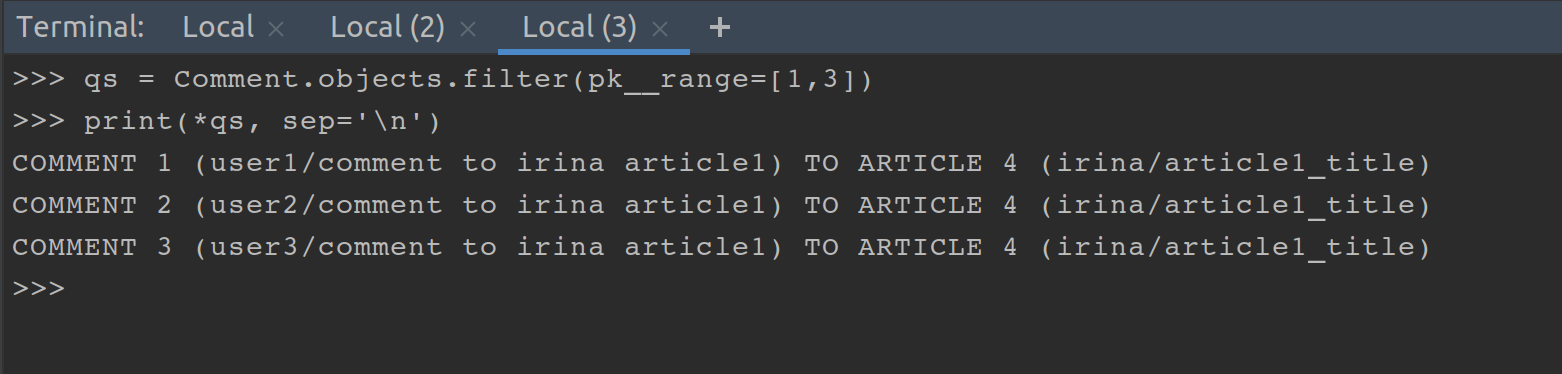 Terminal: Local × Local (2) × Local (3) × +
>>> qs = Comment.objects.filter(pk__range=[1,3])
>>> print(*qs, sep='\n')
COMMENT 1 (user1/comment to irina article1) TO ARTICLE 4 (irina/article1_title)
COMMENT 2 (user2/comment to irina article1) TO ARTICLE 4 (irina/article1_title)
COMMENT 3 (user3/comment to irina article1) TO ARTICLE 4 (irina/article1_title)
>>>